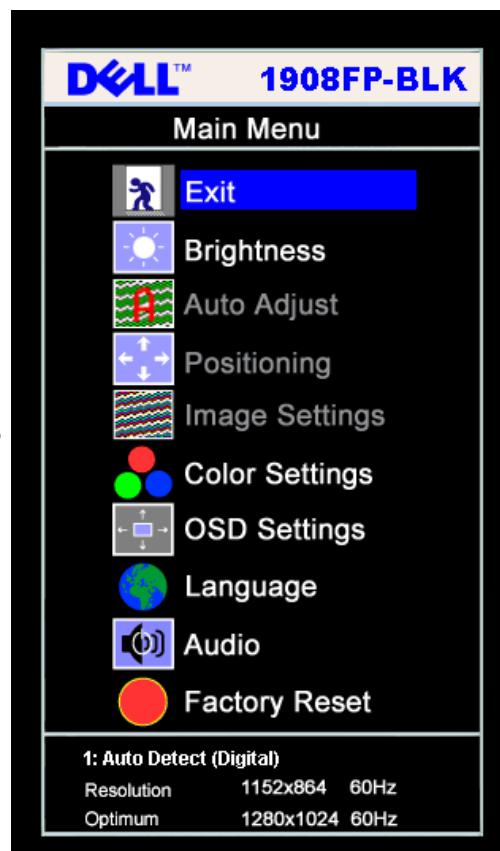 DELL™ 1908FP-BLK
Main Menu
Exit
Brightness
Auto Adjust
Positioning
Image Settings
Color Settings
OSD Settings
Language
Audio
Factory Reset
1: Auto Detect (Digital)
Resolution 1152x864 60Hz
Optimum 1280x1024 60Hz